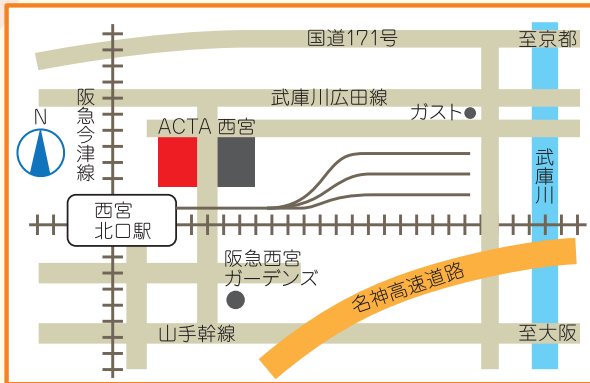 国道171号
至京都
阪急今津線
武庫川広田線
ガスト
N
ACTA 西宮
武庫川
西宮
北口駅
阪急西宮
ガーデンズ
名神高速道路
山手幹線
至大阪